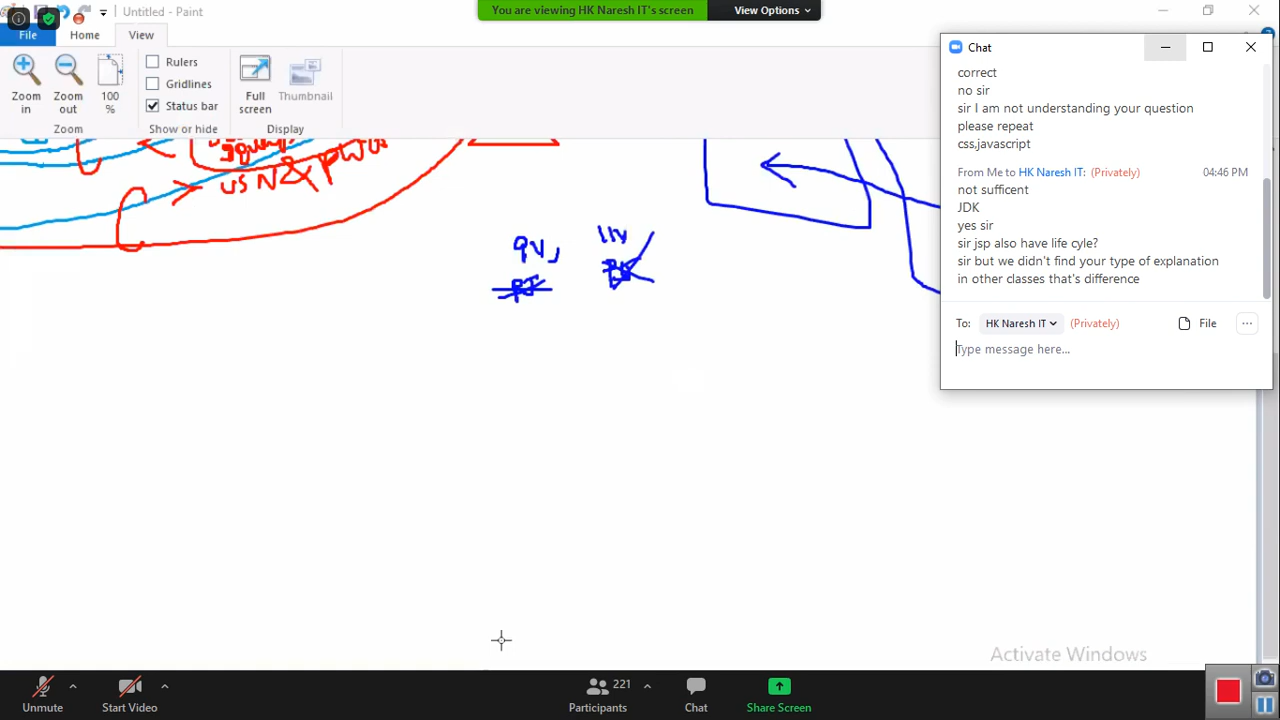 Untitled - Paint
You are viewing HK Naresh IT's screen
View Options
File
Home
View
Zoom in
Zoom out
100 %
Zoom
Rulers
Gridlines
Status bar
Show or hide
Full screen
Thumbnail
Display
Chat
correct
no sir
sir I am not understanding your question
please repeat
css,javascript
From Me to HK Naresh IT: (Privately) 04:46 PM
not sufficent
JDK
yes sir
sir jsp also have life cyle?
sir but we didn't find your type of explanation
in other classes that's difference
To: HK Naresh IT (Privately)
File
Type message here...
Activate Windows
Unmute
Start Video
221
Participants
Chat
Share Screen